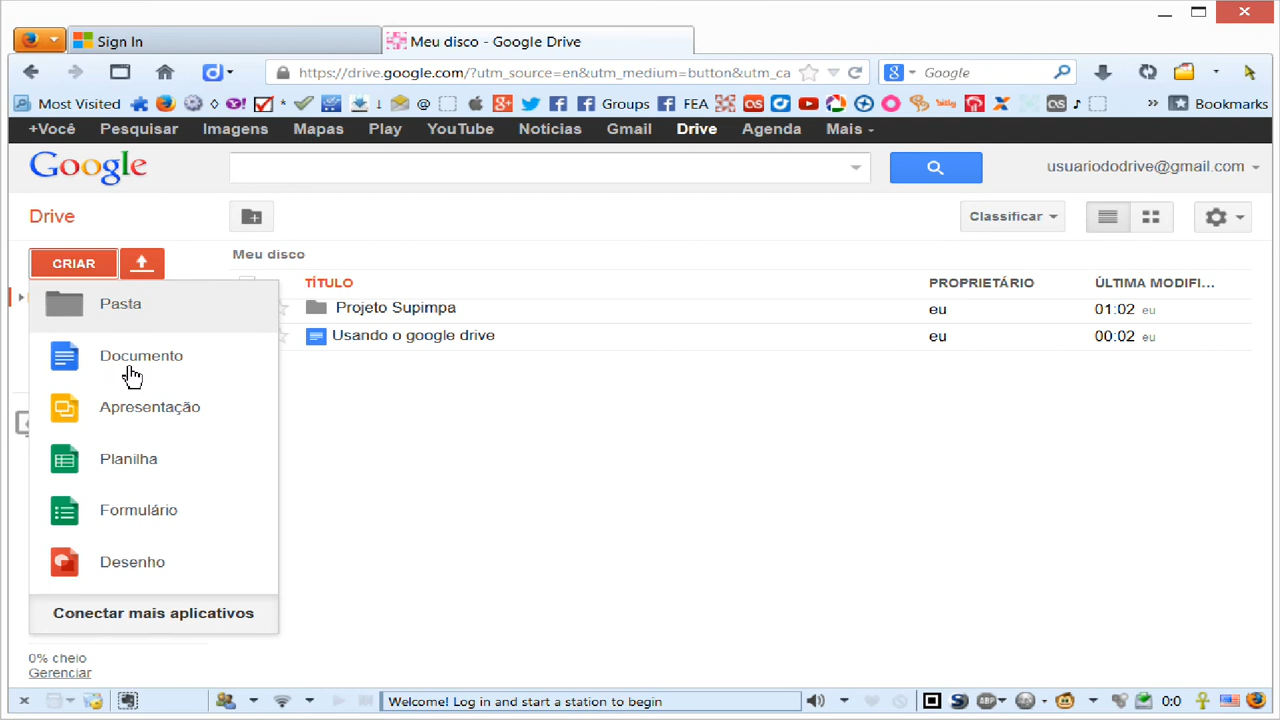 Sign In
Meu disco - Google Drive
https://drive.google.com/?utm_source=en&utm_medium=button&utm_ca
Google
Most Visited
Groups
FEA
Bookmarks
+Você Pesquisar Imagens Mapas Play YouTube Notícias Gmail Drive Agenda Mais
Google
usuariododrive@gmail.com
Drive
Classificar
CRIAR
Meu disco
TÍTULO PROPRIETÁRIO ÚLTIMA MODIFI...
Pasta
Projeto Supimpa eu 01:02 eu
Usando o google drive eu 00:02 eu
Documento
Apresentação
Planilha
Formulário
Desenho
Conectar mais aplicativos
0% cheio
Gerenciar
Welcome! Log in and start a station to begin
0:0